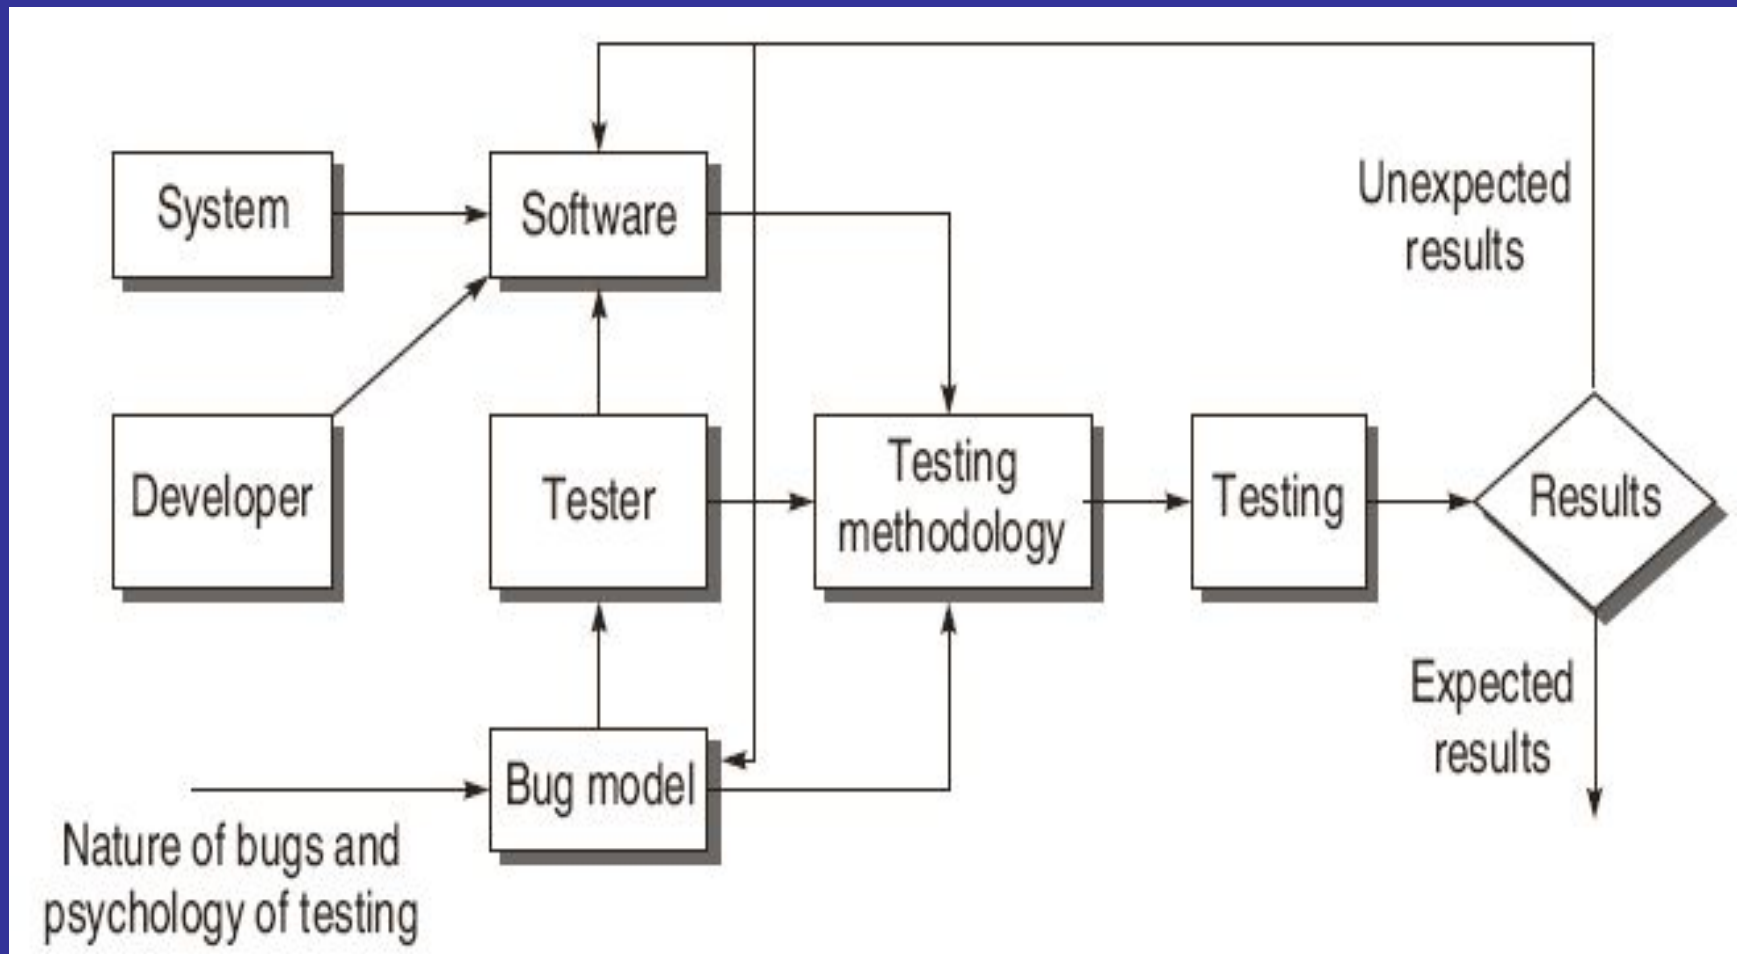 Unexpected
results
System
Software
Developer
Tester
Testing
methodology
Testing
Results
Expected
results
Bug model
Nature of bugs and
psychology of testing